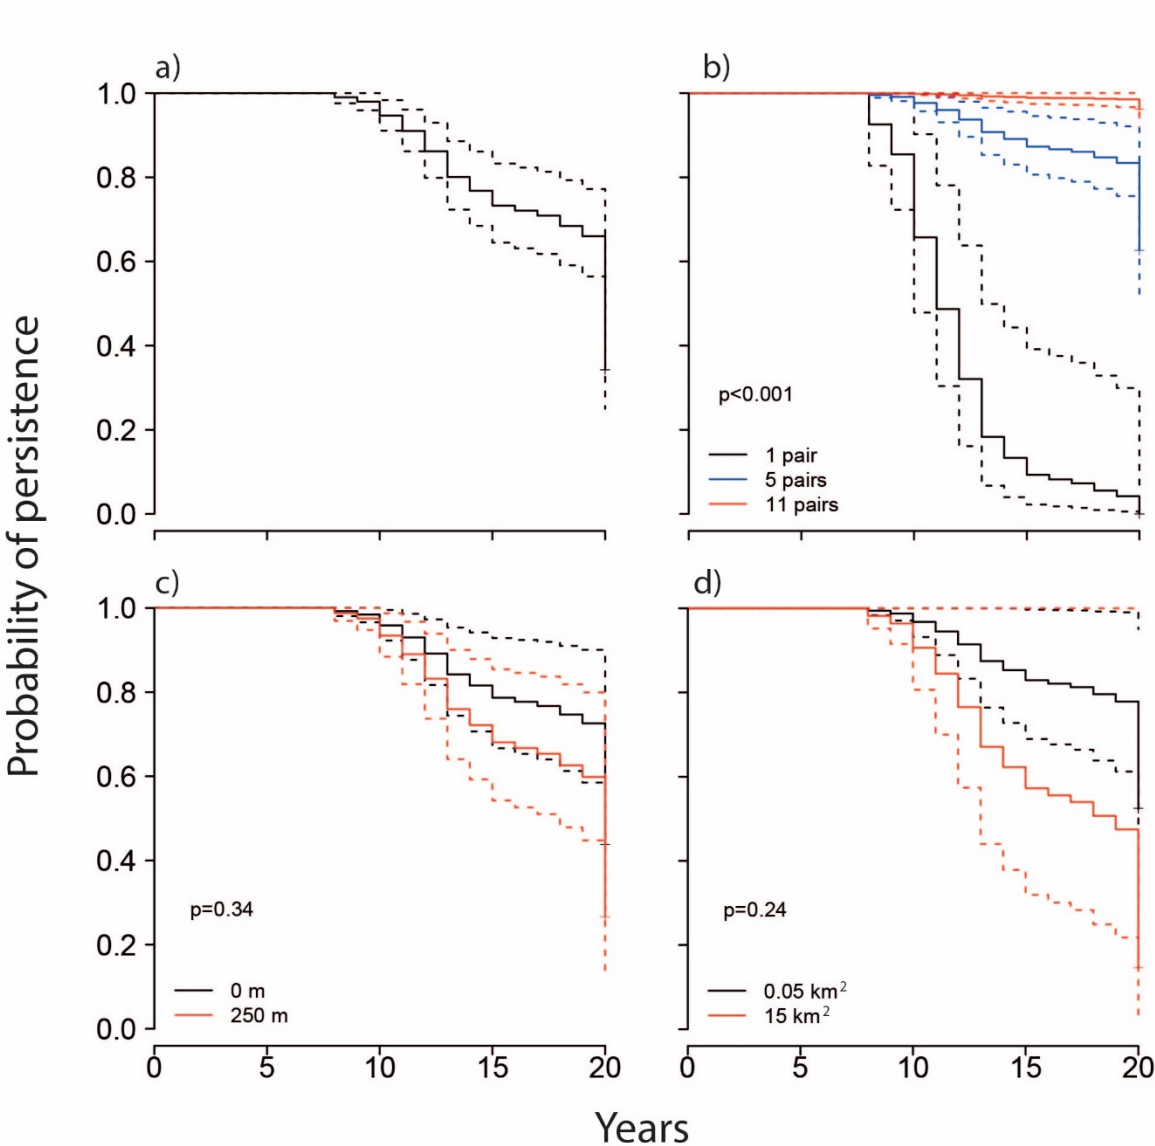 a)
b)
1.0
0.8
0.6
0.4
0.2
0.0
p<0.001
1 pair
5 pairs
11 pairs
Probability of persistence
c)
d)
1.0
0.8
0.6
0.4
0.2
0.0
p=0.34
0 m
250 m
p=0.24
0.05 km²
15 km²
0 5 10 15 20
0 5 10 15 20
Years